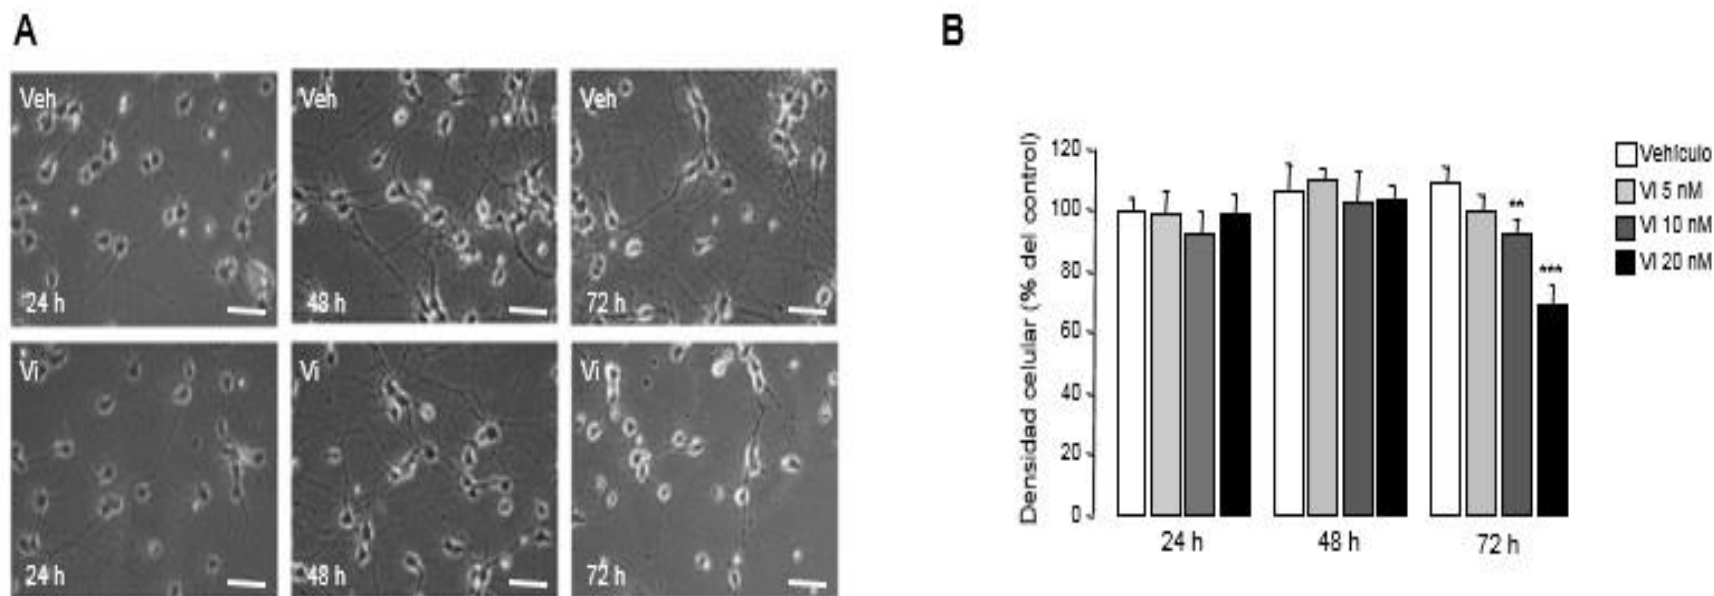 A
B
Veh
24 h
Veh
48 h
Veh
72 h
Vi
24 h
Vi
48 h
Vi
72 h
Densidad celular (% del control)
120
100
80
60
40
20
0
**
***
24 h
48 h
72 h
Vehículo
VI 5 nM
VI 10 nM
VI 20 nM